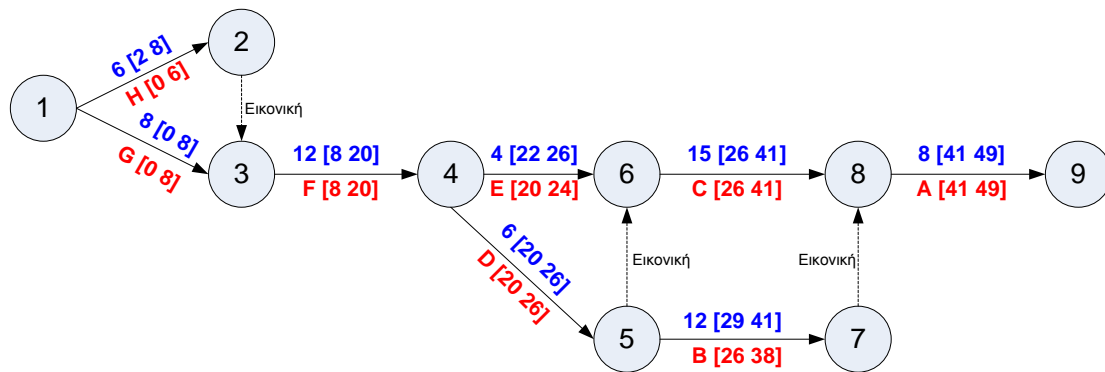 1
6 [2 8]
H [0 6]
2
Εικονική
8 [0 8]
G [0 8]
3
12 [8 20]
F [8 20]
4
4 [22 26]
E [20 24]
6
15 [26 41]
C [26 41]
8
8 [41 49]
A [41 49]
9
6 [20 26]
D [20 26]
Εικονική
Εικονική
5
12 [29 41]
B [26 38]
7